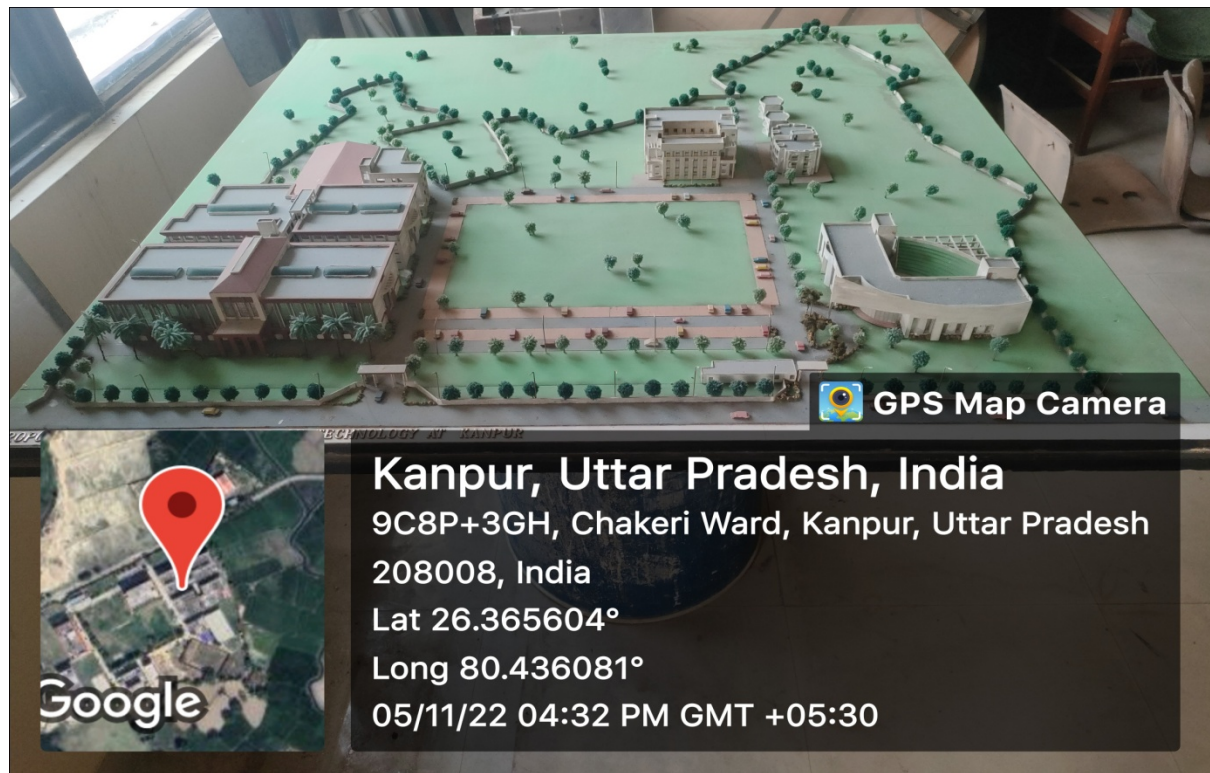 GPS Map Camera
TECHNOLOGY AT KANPUR
Kanpur, Uttar Pradesh, India
9C8P+3GH, Chakeri Ward, Kanpur, Uttar Pradesh
208008, India
Lat 26.365604°
Long 80.436081°
05/11/22 04:32 PM GMT +05:30
Google